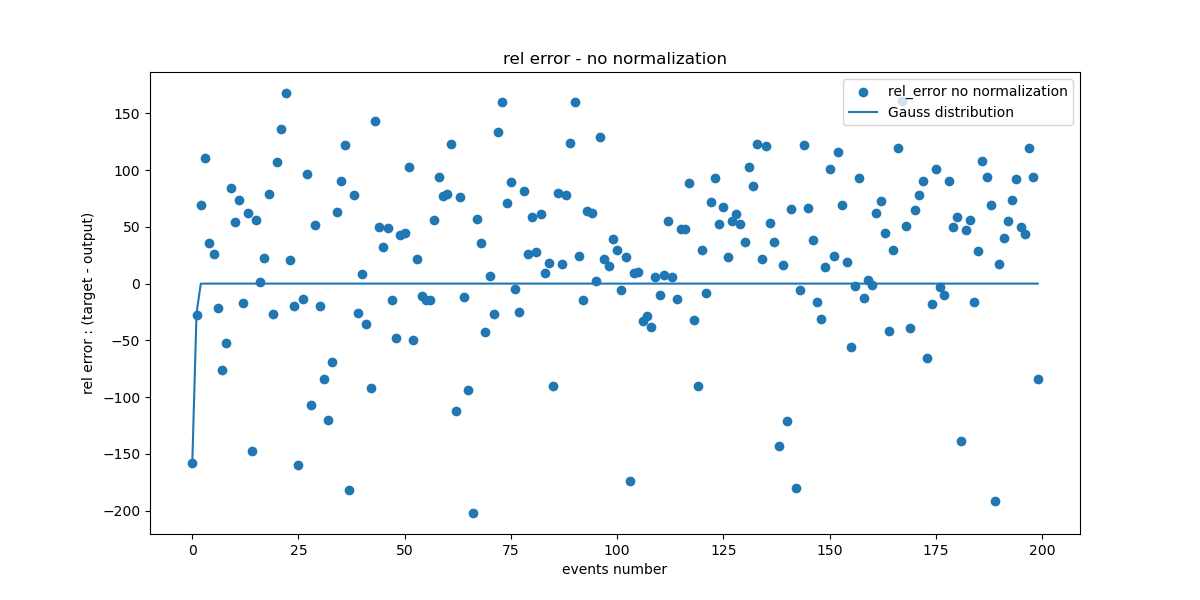 rel error - no normalization
rel_error no normalization
Gauss distribution
rel error : (target - output)
150
100
50
0
−50
−100
−150
−200
0 25 50 75 100 125 150 175 200
events number